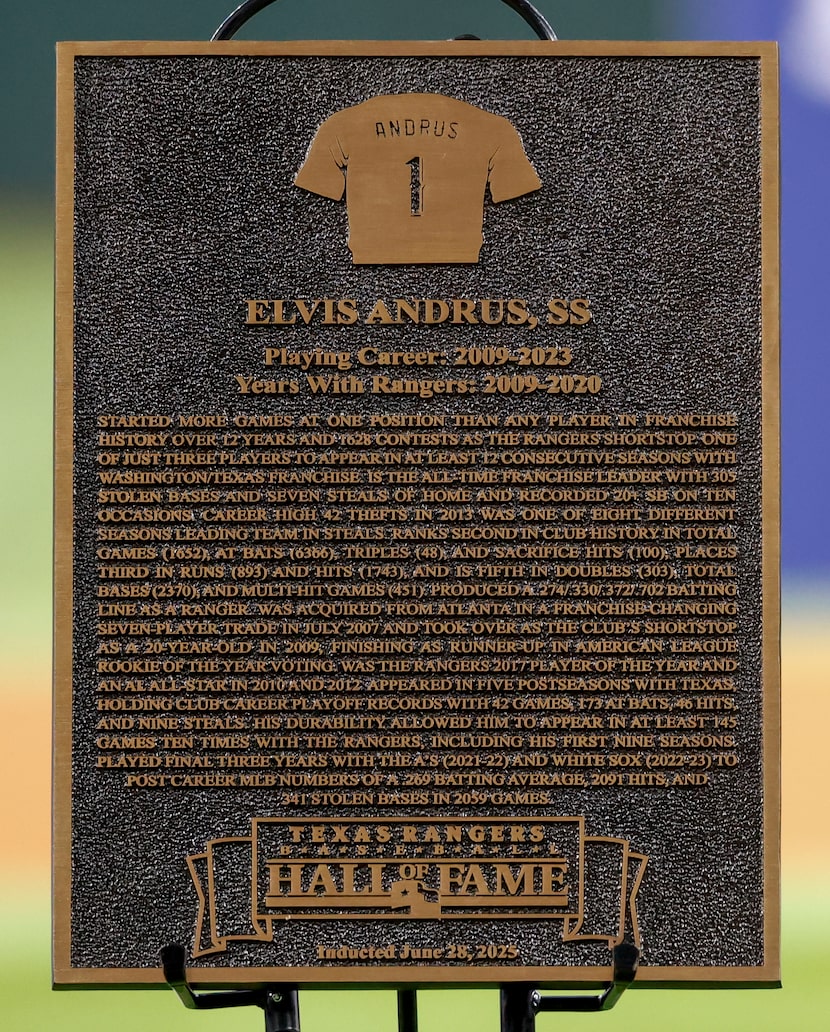 ANDRUS
1
ELVIS ANDRUS, SS
Playing Career: 2009-2023
Years With Rangers: 2009-2020
STARTED MORE GAMES AT ONE POSITION THAN ANY PLAYER IN FRANCHISE
HISTORY OVER 12 YEARS AND 1628 CONTESTS AS THE RANGERS SHORTSTOP. ONE
OF JUST THREE PLAYERS TO APPEAR IN AT LEAST 12 CONSECUTIVE SEASONS WITH
WASHINGTON/TEXAS FRANCHISE. IS THE ALL-TIME FRANCHISE LEADER WITH 305
STOLEN BASES AND SEVEN STEALS OF HOME AND RECORDED 20+ SB ON TEN
OCCASIONS. CAREER HIGH 42 THEFTS IN 2013 WAS ONE OF EIGHT DIFFERENT
SEASONS LEADING TEAM IN STEALS. RANKS SECOND IN CLUB HISTORY IN TOTAL
GAMES (1652), AT BATS (6366), TRIPLES (48), AND SACRIFICE HITS (100), PLACES
THIRD IN RUNS (893) AND HITS (1743), AND IS FIFTH IN DOUBLES (303), TOTAL
BASES (2370), AND MULTI-HIT GAMES (451). PRODUCED A .274/.330/.372/.702 BATTING
LINE AS A RANGER. WAS ACQUIRED FROM ATLANTA IN A FRANCHISE-CHANGING
SEVEN-PLAYER TRADE IN JULY 2007 AND TOOK OVER AS THE CLUB'S SHORTSTOP
AS A 20-YEAR-OLD IN 2009, FINISHING AS RUNNER-UP IN AMERICAN LEAGUE
ROOKIE OF THE YEAR VOTING. WAS THE RANGERS 2017 PLAYER OF THE YEAR AND
AN AL ALL-STAR IN 2010 AND 2012. APPEARED IN FIVE POSTSEASONS WITH TEXAS,
HOLDING CLUB CAREER PLAYOFF RECORDS WITH 42 GAMES, 173 AT BATS, 46 HITS,
AND NINE STEALS. HIS DURABILITY ALLOWED HIM TO APPEAR IN AT LEAST 145
GAMES TEN TIMES WITH THE RANGERS, INCLUDING HIS FIRST NINE SEASONS.
PLAYED FINAL THREE YEARS WITH THE A'S (2021-22) AND WHITE SOX (2022-23) TO
POST CAREER MLB NUMBERS OF A .269 BATTING AVERAGE, 2091 HITS, AND
341 STOLEN BASES IN 2059 GAMES.
TEXAS RANGERS
B★A★S★E★B★A★L★L
HALL OF FAME
Inducted June 28, 2025